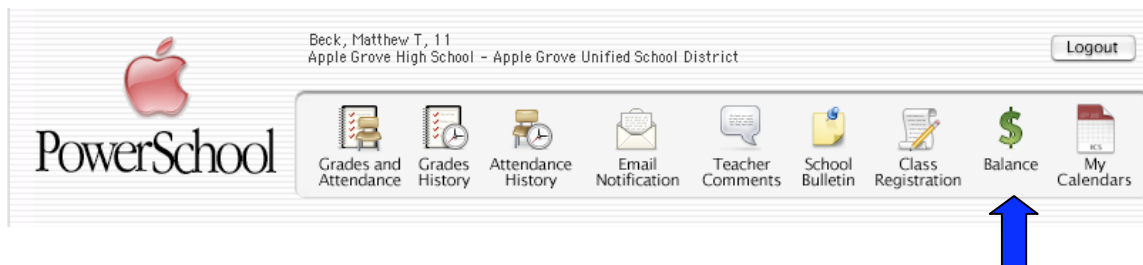 Beck, Matthew T, 11
Apple Grove High School - Apple Grove Unified School District
Logout
PowerSchool
Grades and Attendance
Grades History
Attendance History
Email Notification
Teacher Comments
School Bulletin
Class Registration
Balance
ICS
My Calendars